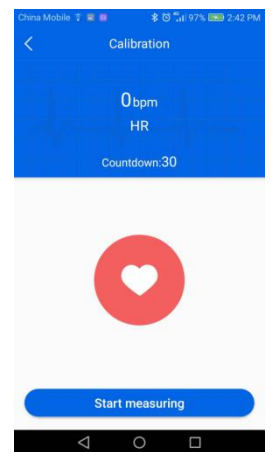 China Mobile 97% 2:42 PM
Calibration
0bpm
HR
Countdown:30
Start measuring